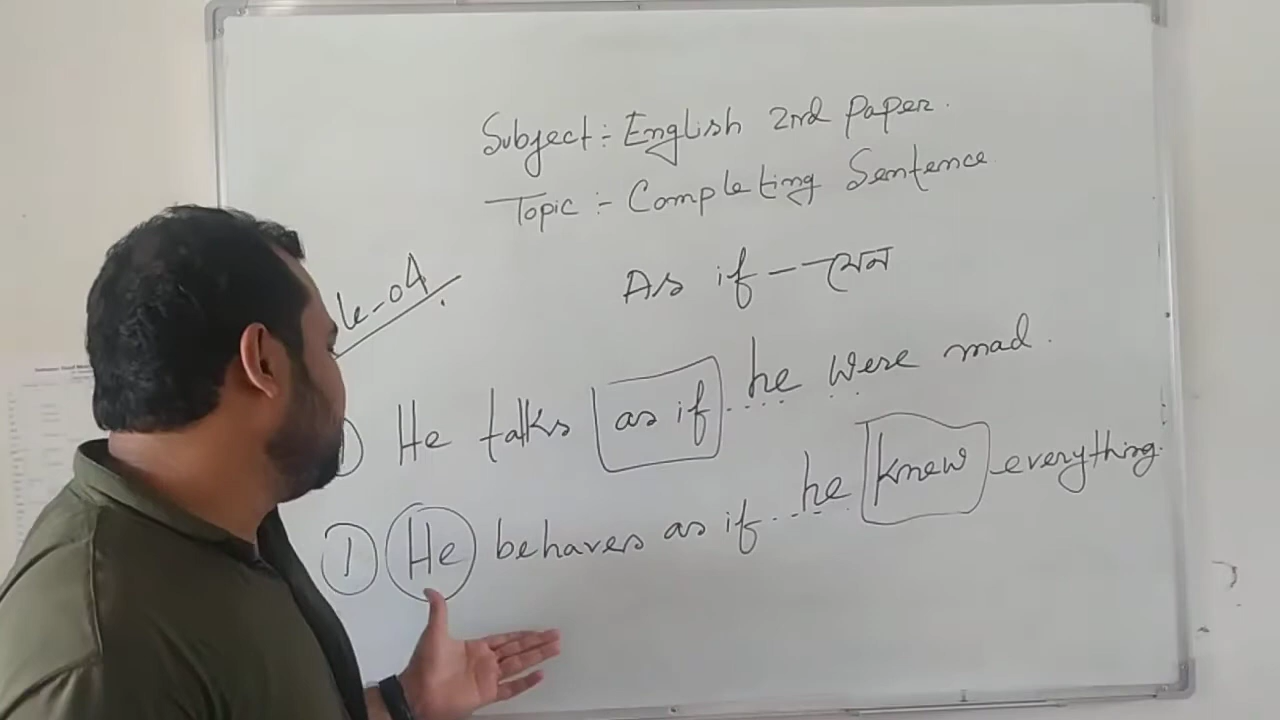 Subject:- English 2nd Paper.
Topic:- Completing Sentence
As if - যেন
Le-04
He talks as if .... he were mad.
① He behaves as if ..... he knew everything.